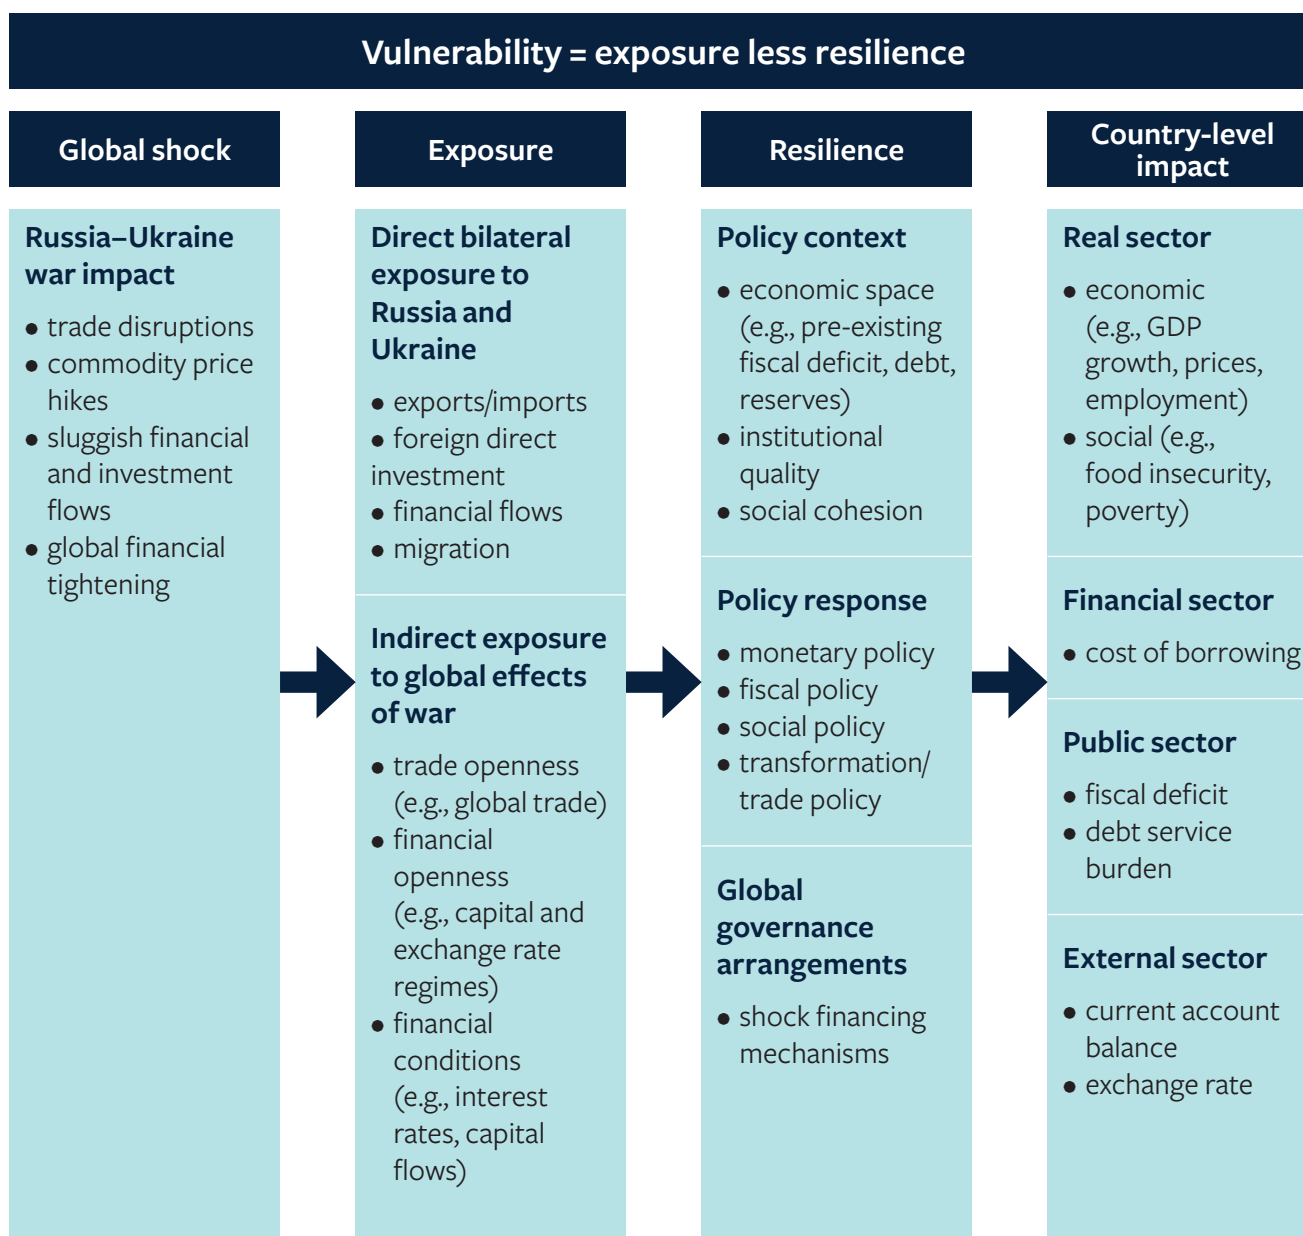 Vulnerability = exposure less resilience
Global shock
Russia–Ukraine
war impact
● trade disruptions
● commodity price
hikes
● sluggish financial
and investment
flows
● global financial
tightening
Exposure
Direct bilateral
exposure to
Russia and
Ukraine
● exports/imports
● foreign direct
investment
● financial flows
● migration
Indirect exposure
to global effects
of war
● trade openness
(e.g., global trade)
● financial
openness
(e.g., capital and
exchange rate
regimes)
● financial
conditions
(e.g., interest
rates, capital
flows)
Resilience
Policy context
● economic space
(e.g., pre-existing
fiscal deficit, debt,
reserves)
● institutional
quality
● social cohesion
Policy response
● monetary policy
● fiscal policy
● social policy
● transformation/
trade policy
Global
governance
arrangements
● shock financing
mechanisms
Country-level
impact
Real sector
● economic
(e.g., GDP
growth, prices,
employment)
● social (e.g.,
food insecurity,
poverty)
Financial sector
● cost of borrowing
Public sector
● fiscal deficit
● debt service
burden
External sector
● current account
balance
● exchange rate